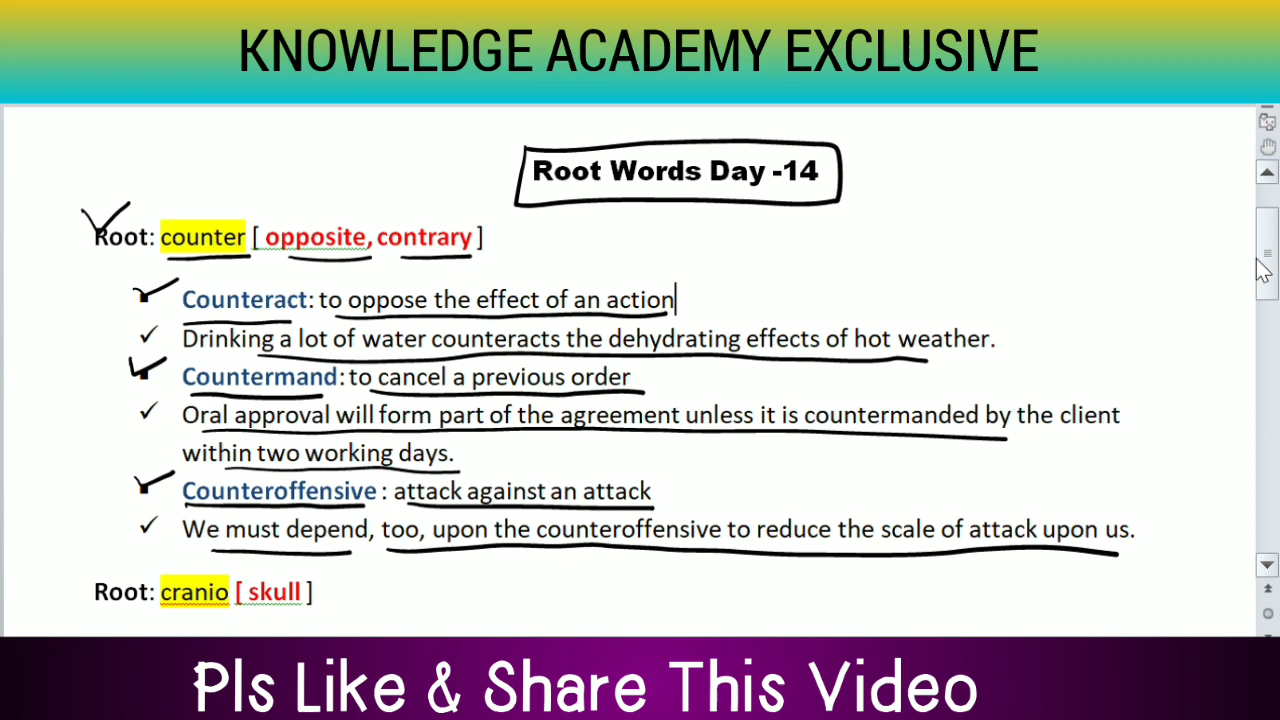 KNOWLEDGE ACADEMY EXCLUSIVE
Root Words Day -14
Root: counter [ opposite, contrary ]
Counteract: to oppose the effect of an action
Drinking a lot of water counteracts the dehydrating effects of hot weather.
Countermand: to cancel a previous order
Oral approval will form part of the agreement unless it is countermanded by the client
within two working days.
Counteroffensive : attack against an attack
We must depend, too, upon the counteroffensive to reduce the scale of attack upon us.
Root: cranio [ skull ]
Pls Like & Share This Video